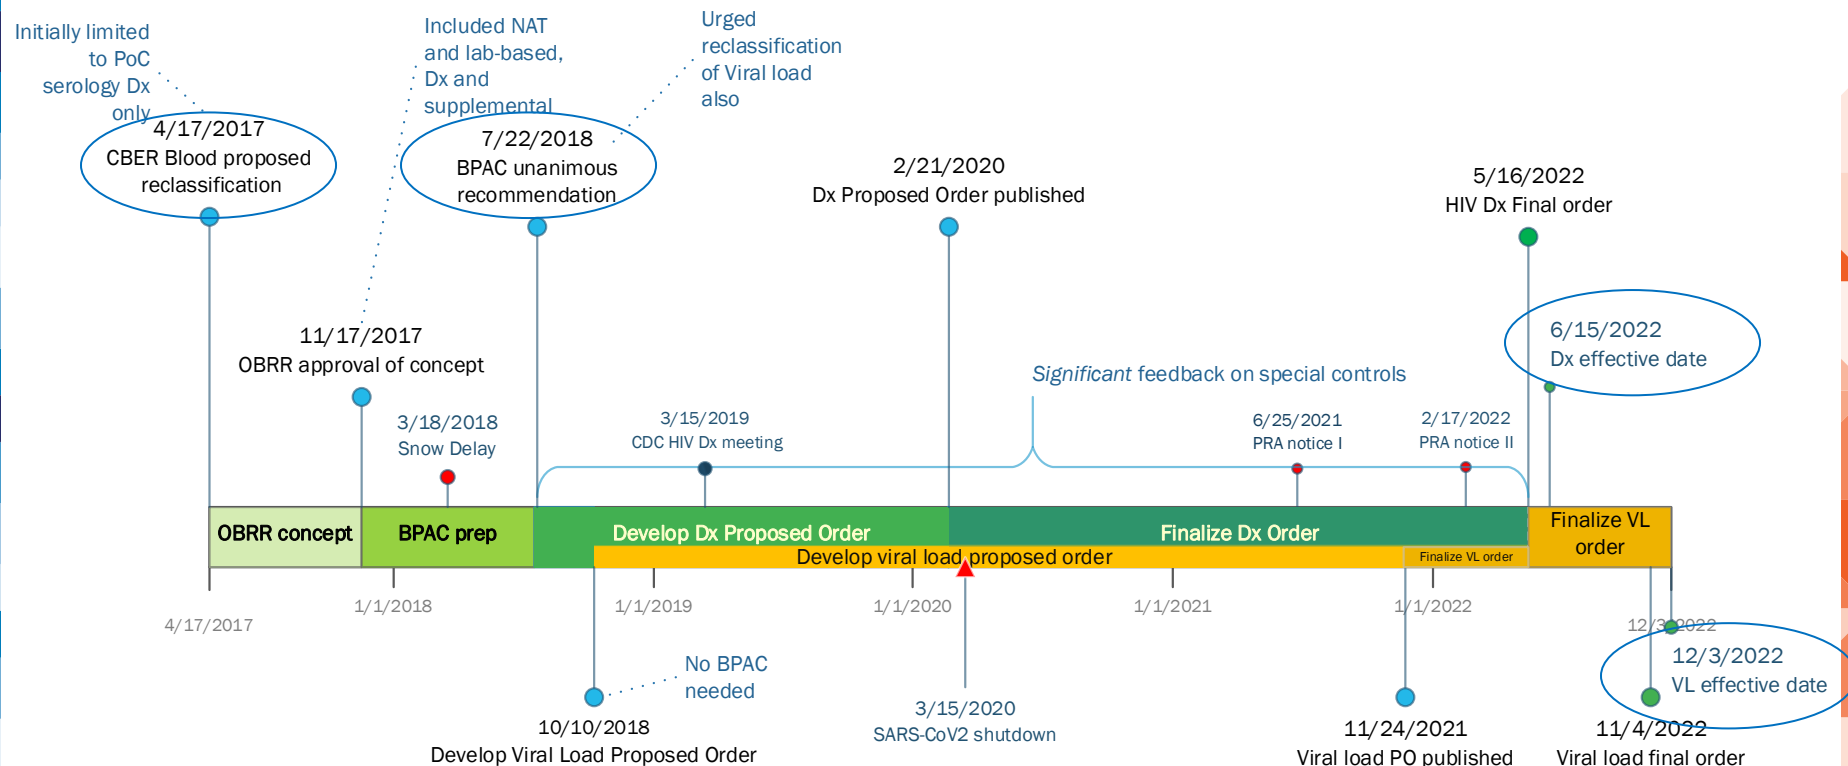 Initially limited
to PoC
serology Dx
only
Included NAT
and lab-based,
Dx and
supplemental
Urged
reclassification
of Viral load
also
4/17/2017
CBER Blood proposed
reclassification
7/22/2018
BPAC unanimous
recommendation
2/21/2020
Dx Proposed Order published
5/16/2022
HIV Dx Final order
11/17/2017
OBRR approval of concept
6/15/2022
Dx effective date
Significant feedback on special controls
3/18/2018
Snow Delay
3/15/2019
CDC HIV Dx meeting
6/25/2021
PRA notice I
2/17/2022
PRA notice II
OBRR concept
BPAC prep
Develop Dx Proposed Order
Finalize Dx Order
Finalize VL
order
Develop viral load proposed order
Finalize VL order
4/17/2017
1/1/2018
1/1/2019
1/1/2020
1/1/2021
1/1/2022
12/3/2022
No BPAC
needed
12/3/2022
VL effective date
10/10/2018
Develop Viral Load Proposed Order
3/15/2020
SARS-CoV2 shutdown
11/24/2021
Viral load PO published
11/4/2022
Viral load final order